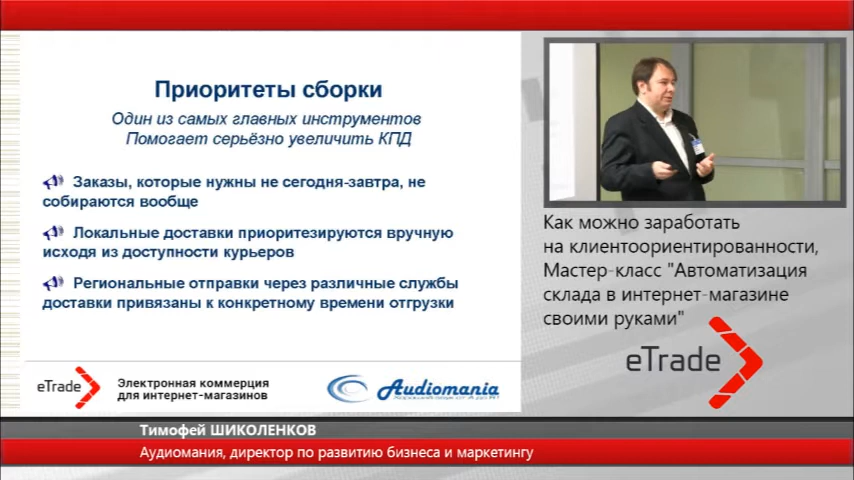 Приоритеты сборки
Один из самых главных инструментов
Помогает серьёзно увеличить КПД
Заказы, которые нужны не сегодня-завтра, не
собираются вообще
Локальные доставки приоритезируются вручную
исходя из доступности курьеров
Региональные отправки через различные службы
доставки привязаны к конкретному времени отгрузки
eTrade
Электронная коммерция
для интернет-магазинов
Audiomania
Как можно заработать
на клиентоориентированности,
Мастер-класс "Автоматизация
склада в интернет-магазине
своими руками"
eTrade
Тимофей ШИКОЛЕНКОВ
Аудиомания, директор по развитию бизнеса и маркетингу